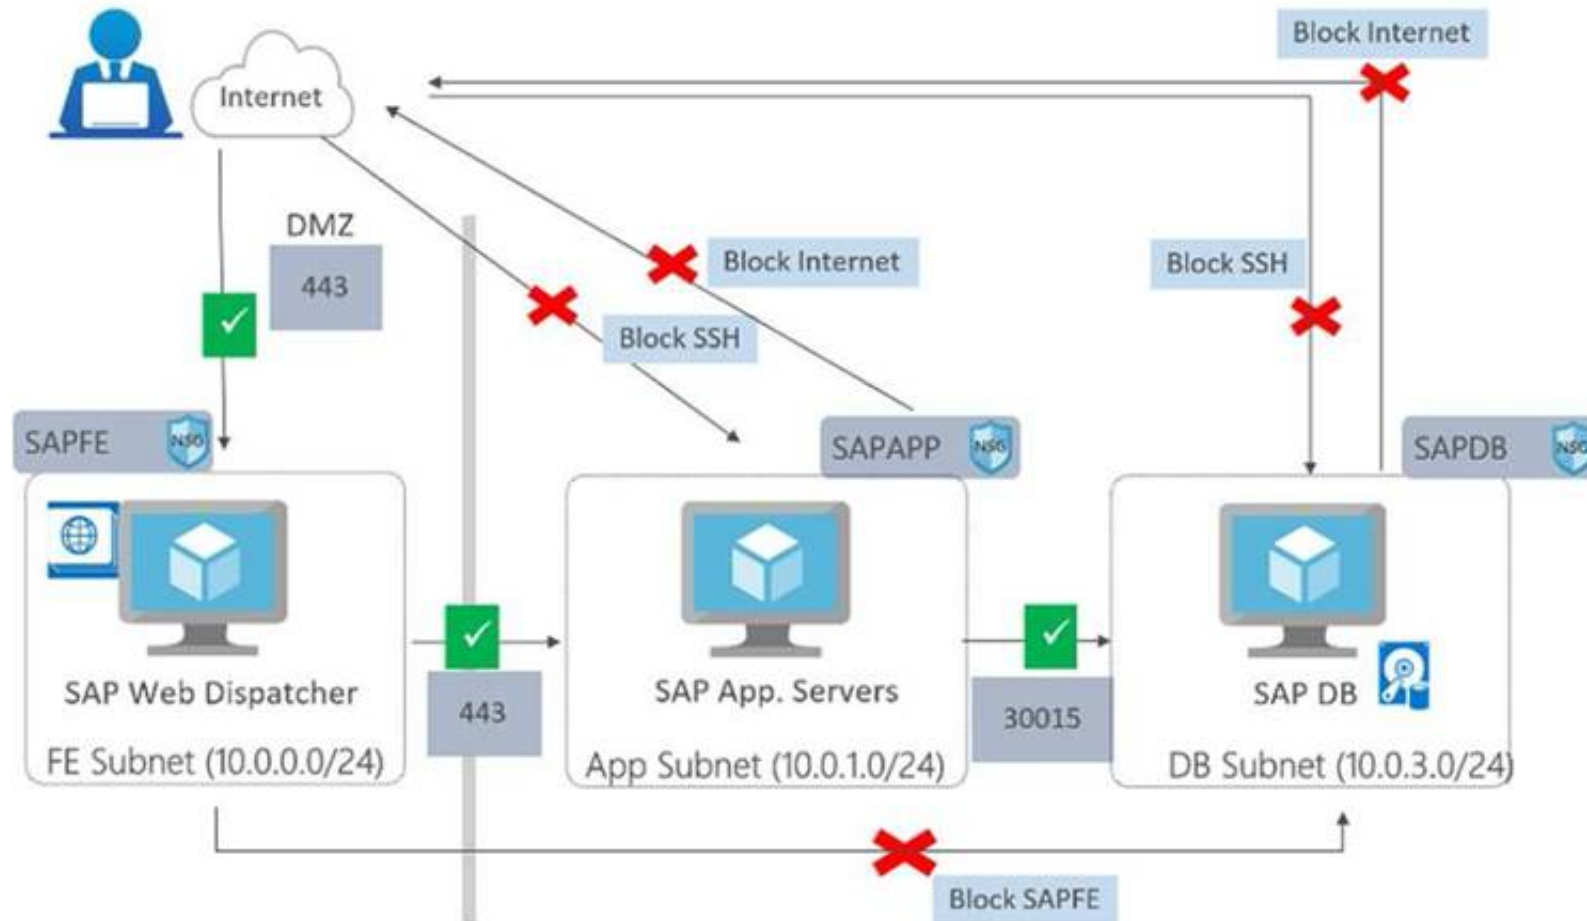 Block Internet
Internet
DMZ
443
Block Internet
Block SSH
Block SSH
SAPFE
NSG
SAPAPP
NSG
SAPDB
NSG
SAP Web Dispatcher
443
SAP App. Servers
30015
SAP DB
FE Subnet (10.0.0.0/24)
App Subnet (10.0.1.0/24)
DB Subnet (10.0.3.0/24)
Block SAPFE